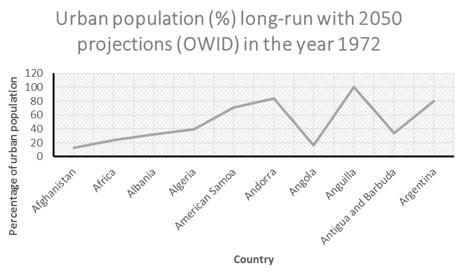 Urban population (%) long-run with 2050
projections (OWID) in the year 1972
Percentage of urban population
120
100
80
60
40
20
0
Afghanistan
Africa
Albania
Algeria
American Samoa
Andorra
Angola
Anguilla
Antigua and Barbuda
Argentina
Country